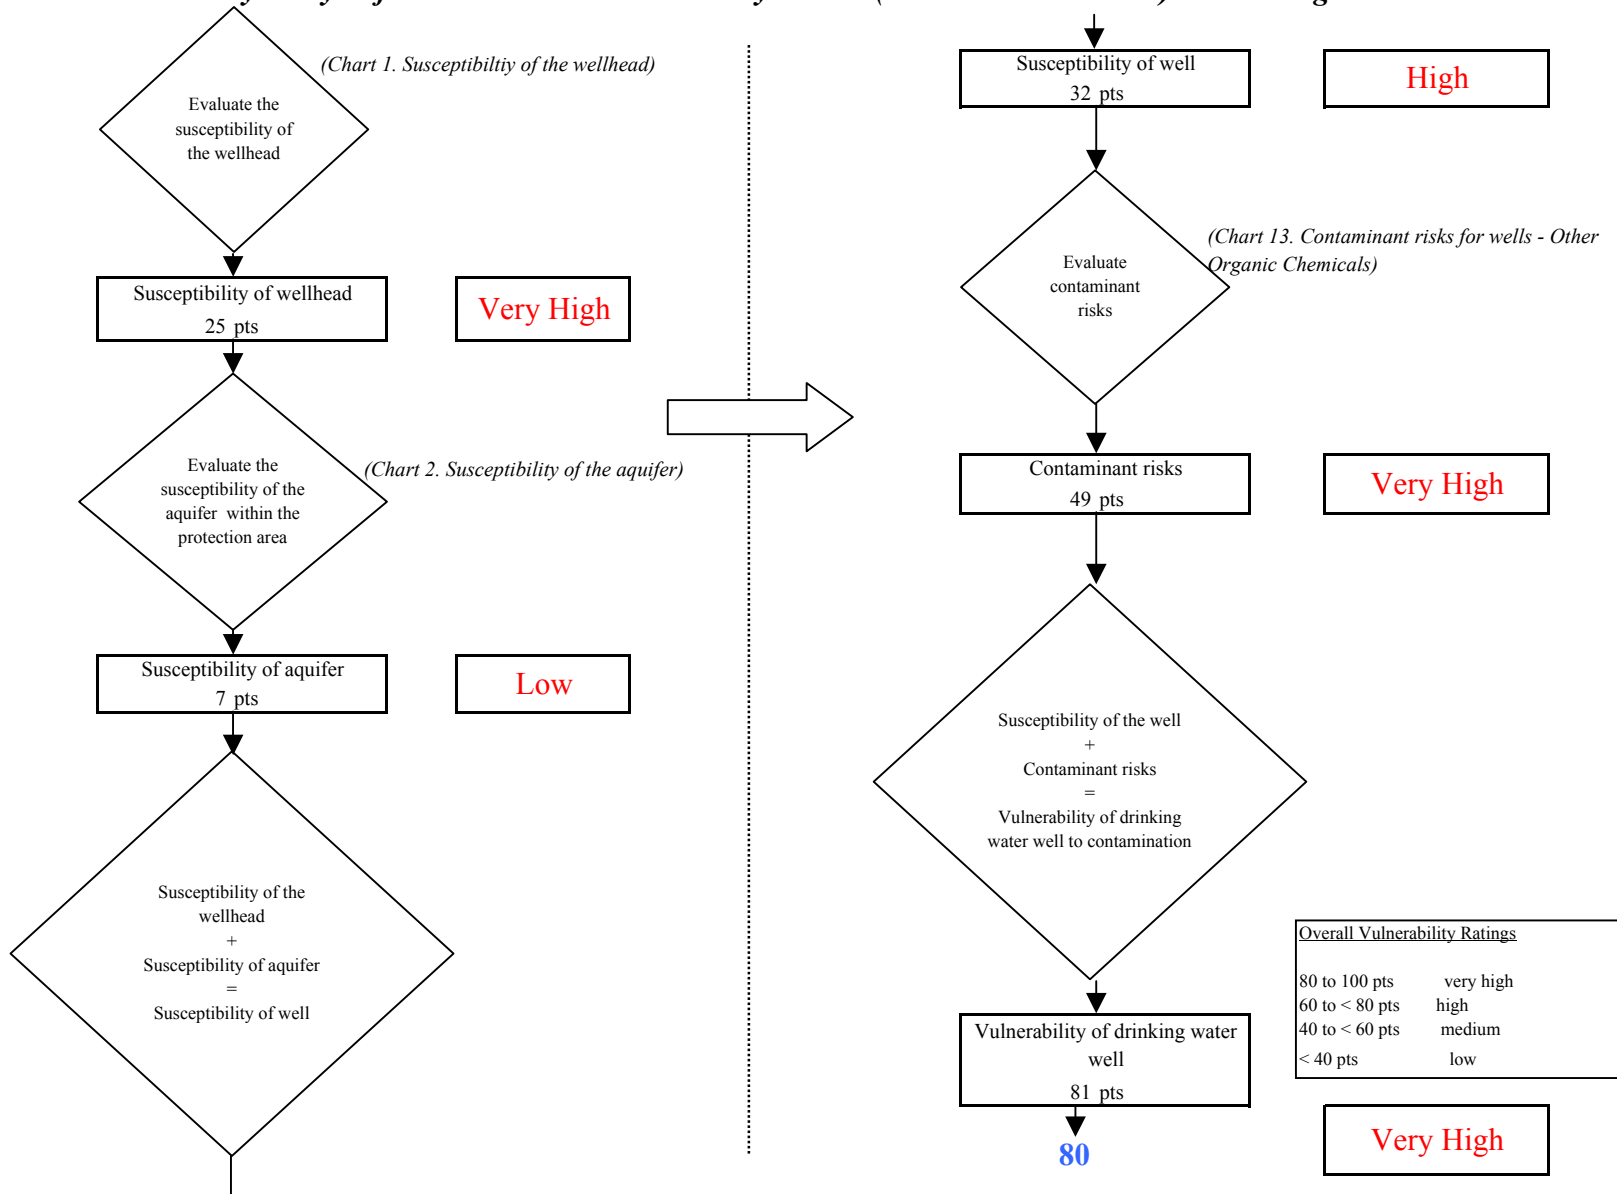 (Chart 1. Susceptibiltiy of the wellhead)
Evaluate the
susceptibility of
the wellhead
Susceptibility of wellhead
25 pts
Very High
Evaluate the
susceptibility of the
aquifer within the
protection area
(Chart 2. Susceptibility of the aquifer)
Susceptibility of aquifer
7 pts
Low
Susceptibility of the
wellhead
+
Susceptibility of aquifer
=
Susceptibility of well
Susceptibility of well
32 pts
High
(Chart 13. Contaminant risks for wells - Other
Organic Chemicals)
Evaluate
contaminant
risks
Contaminant risks
49 pts
Very High
Susceptibility of the well
+
Contaminant risks
=
Vulnerability of drinking
water well to contamination
Overall Vulnerability Ratings
80 to 100 pts very high
60 to < 80 pts high
40 to < 60 pts medium
< 40 pts low
Vulnerability of drinking water
well
81 pts
80
Very High